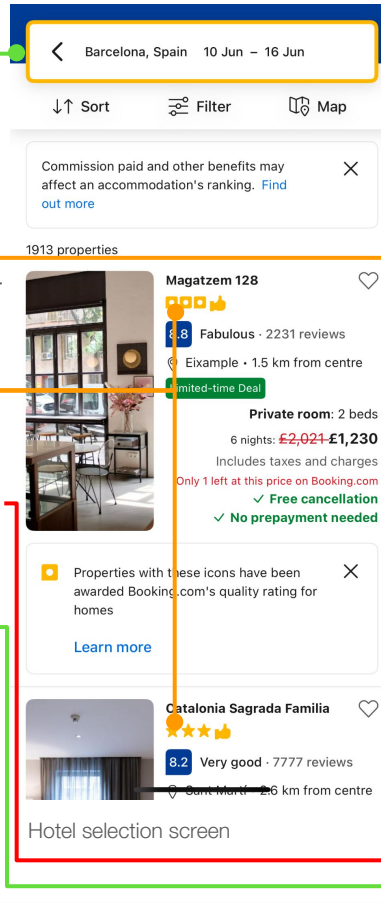 Barcelona, Spain 10 Jun – 16 Jun
Sort Filter Map
Commission paid and other benefits may
affect an accommodation's ranking. Find
out more
1913 properties
Magatzem 128
8.8 Fabulous · 2231 reviews
Eixample • 1.5 km from centre
Limited-time Deal
Private room: 2 beds
6 nights: £2,021 £1,230
Includes taxes and charges
Only 1 left at this price on Booking.com
✓ Free cancellation
✓ No prepayment needed
Properties with these icons have been
awarded Booking.com's quality rating for
homes
Learn more
Catalonia Sagrada Familia
8.2 Very good · 7777 reviews
Sant Martí • 2.6 km from centre
Hotel selection screen